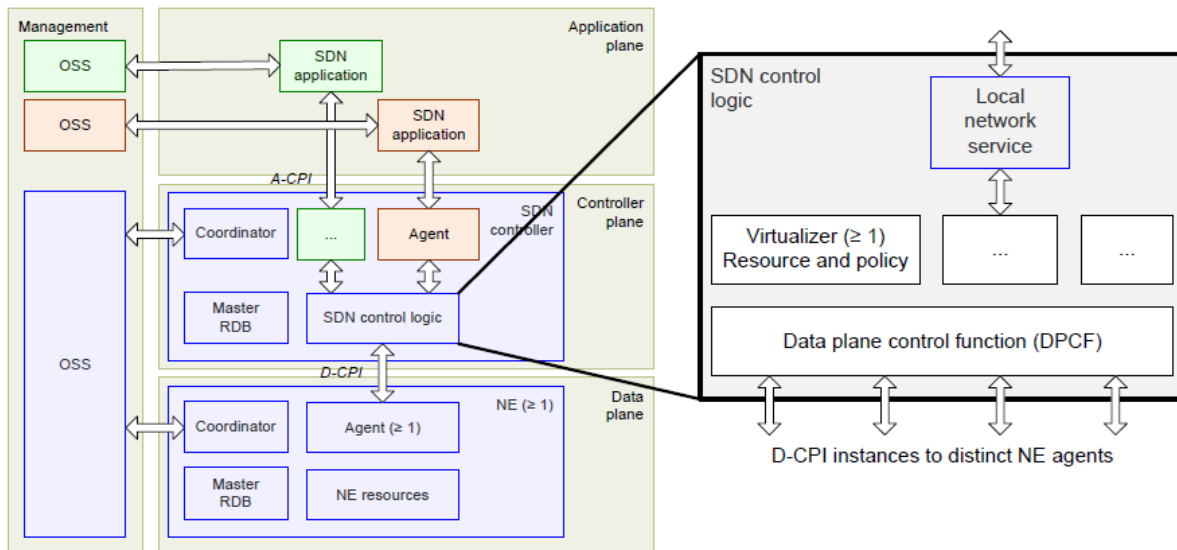 Management
OSS
OSS
OSS
Application
plane
SDN
application
SDN
application
A-CPI
Controller
plane
SDN
controller
Coordinator
...
Agent
Master
RDB
SDN control logic
D-CPI
Data
plane
NE (≥ 1)
Coordinator
Agent (≥ 1)
Master
RDB
NE resources
SDN control
logic
Local
network
service
Virtualizer (≥ 1)
Resource and policy
...
...
Data plane control function (DPCF)
D-CPI instances to distinct NE agents